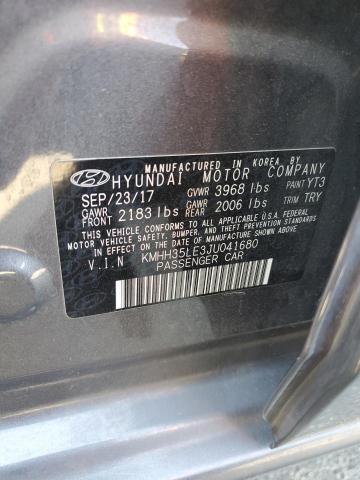 MANUFACTURED IN KOREA BY
HYUNDAI MOTOR COMPANY
SEP/23/17 GVWR 3968 lbs PAINT YT3
GAWR FRONT 2183 lbs GAWR REAR 2006 lbs TRIM TRY
THIS VEHICLE CONFORMS TO ALL APPLICABLE U.S.A. FEDERAL
MOTOR VEHICLE SAFETY, BUMPER, AND THEFT PREVENTION
STANDARDS IN EFFECT ON THE DATE OF MANUFACTURE SHOWN ABOVE.
V.I.N KMHH35LE3JU041680
PASSENGER CAR